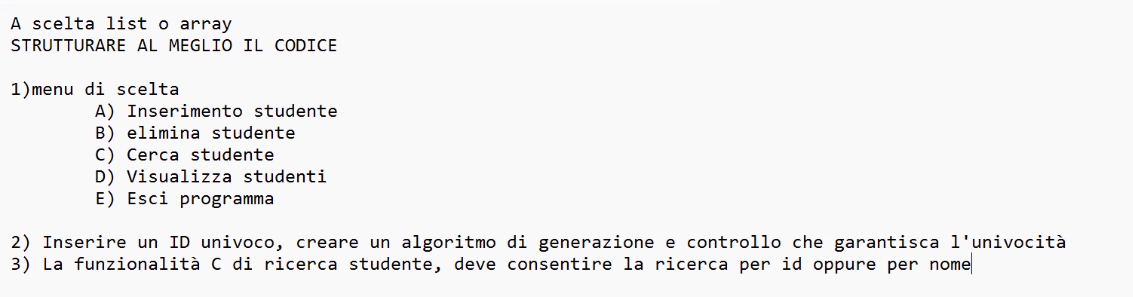 A scelta list o array
STRUTTURARE AL MEGLIO IL CODICE
1)menu di scelta
A) Inserimento studente
B) elimina studente
C) Cerca studente
D) Visualizza studenti
E) Esci programma
2) Inserire un ID univoco, creare un algoritmo di generazione e controllo che garantisca l'univocità
3) La funzionalità C di ricerca studente, deve consentire la ricerca per id oppure per nome